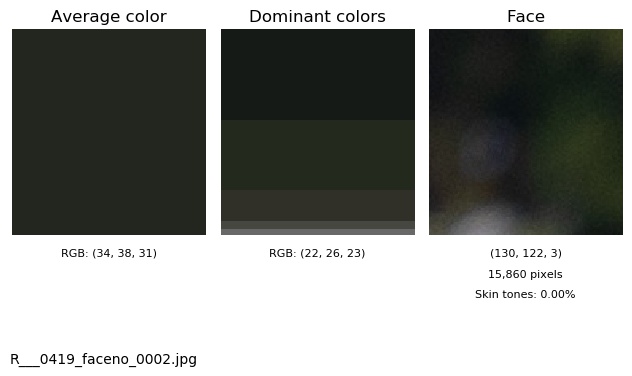 Average color
Dominant colors
Face
RGB: (34, 38, 31)
RGB: (22, 26, 23)
(130, 122, 3)
15,860 pixels
Skin tones: 0.00%
R___0419_faceno_0002.jpg